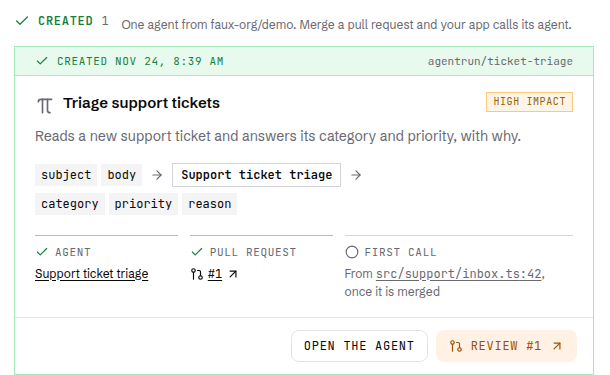 CREATED 1 One agent from faux-org/demo. Merge a pull request and your app calls its agent.
CREATED NOV 24, 8:39 AM agentrun/ticket-triage
Triage support tickets HIGH IMPACT
Reads a new support ticket and answers its category and priority, with why.
subject body → Support ticket triage →
category priority reason
AGENT PULL REQUEST FIRST CALL
Support ticket triage #1 ↗ From src/support/inbox.ts:42,
once it is merged
OPEN THE AGENT REVIEW #1 ↗